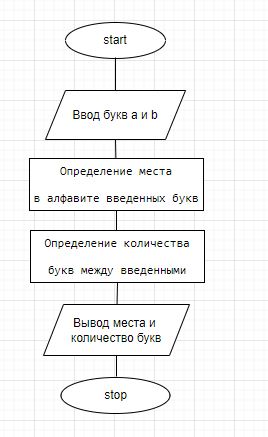 start
Ввод букв a и b
Определение места
в алфавите введенных букв
Определение количества
букв между введенными
Вывод места и
количество букв
stop